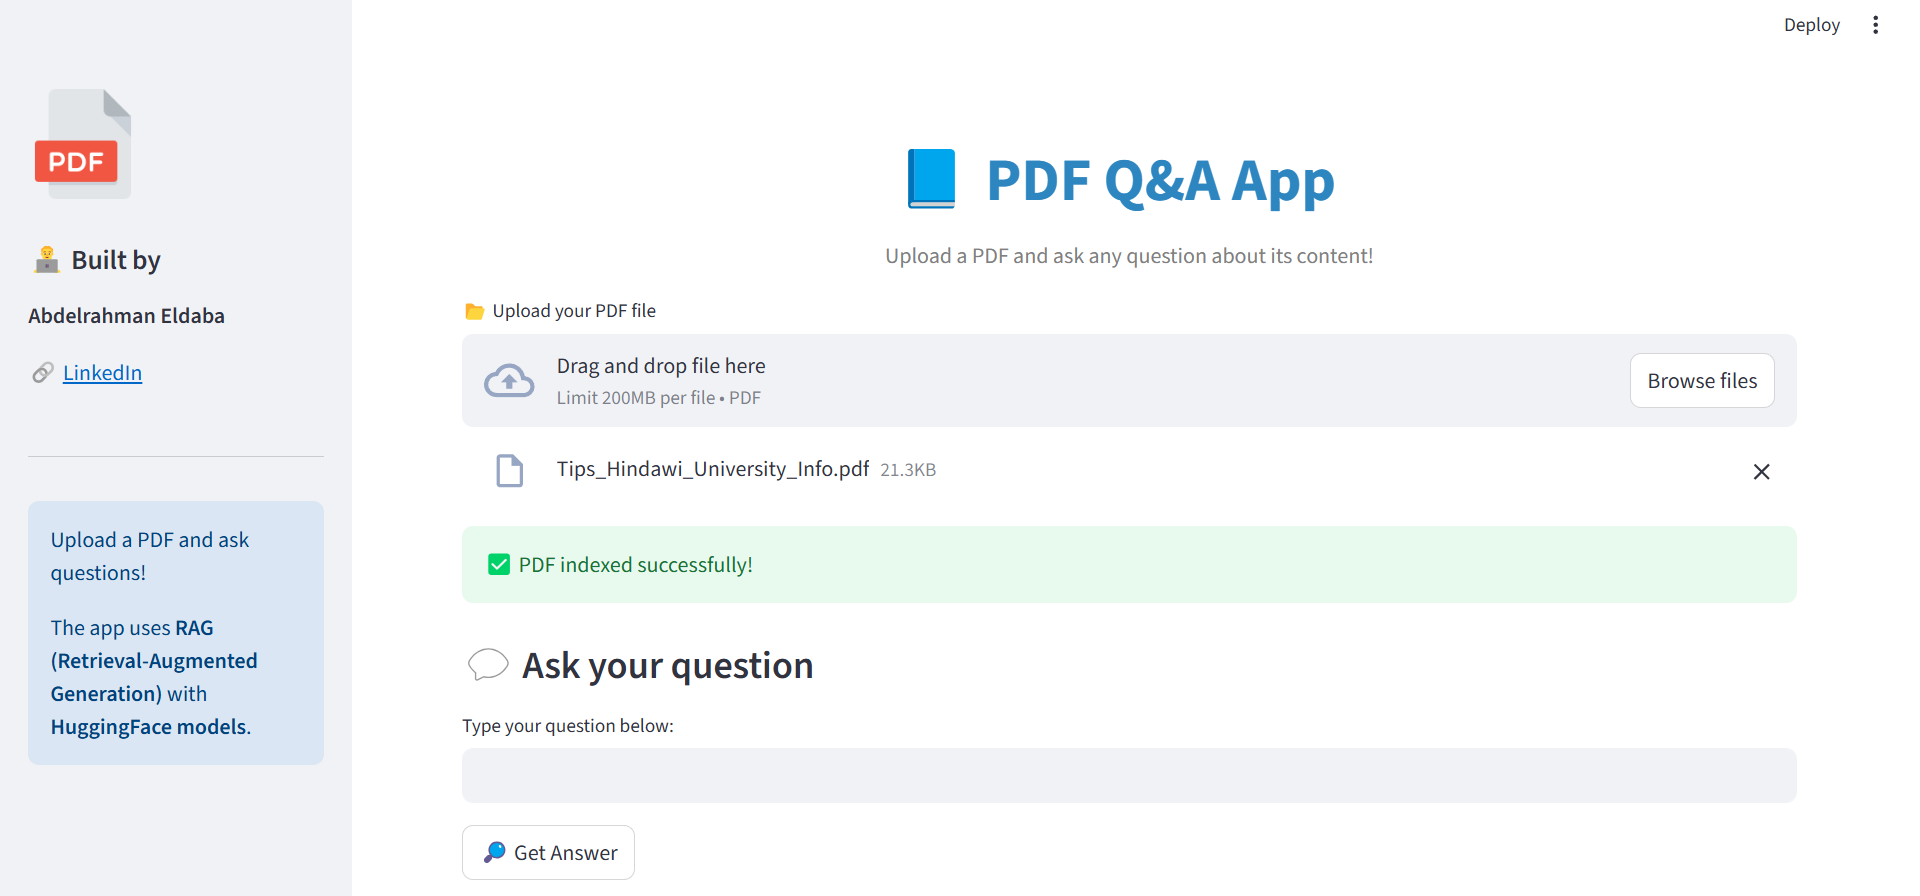 PDF
Built by
Abdelrahman Eldaba
LinkedIn
Upload a PDF and ask
questions!
The app uses RAG
(Retrieval-Augmented
Generation) with
HuggingFace models.
Deploy
PDF Q&A App
Upload a PDF and ask any question about its content!
Upload your PDF file
Drag and drop file here
Limit 200MB per file • PDF
Browse files
Tips_Hindawi_University_Info.pdf 21.3KB
PDF indexed successfully!
Ask your question
Type your question below:
Get Answer